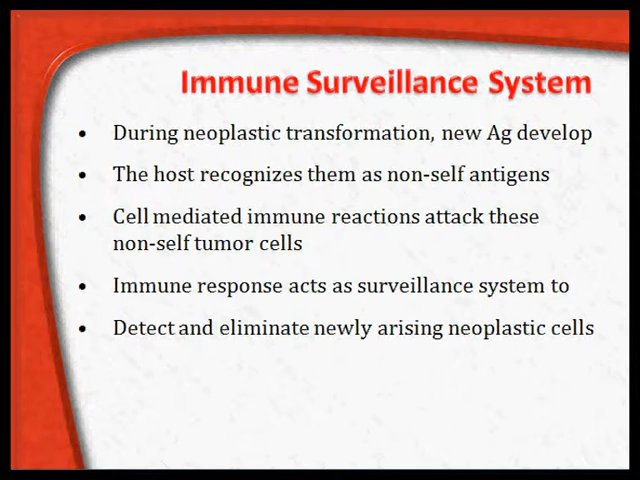 Immune Surveillance System
• During neoplastic transformation, new Ag develop
• The host recognizes them as non-self antigens
• Cell mediated immune reactions attack these
non-self tumor cells
• Immune response acts as surveillance system to
• Detect and eliminate newly arising neoplastic cells